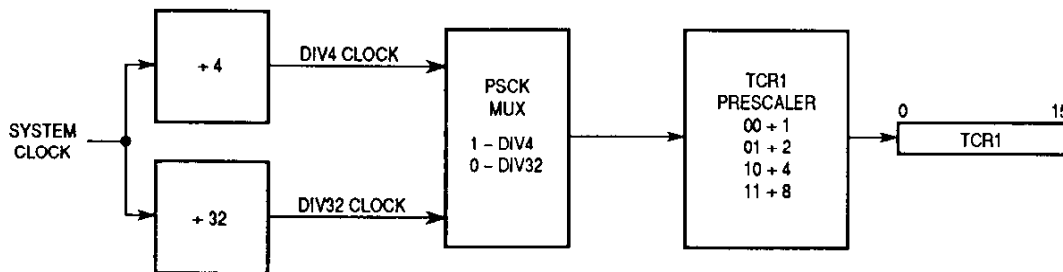 SYSTEM
CLOCK
÷ 4
DIV4 CLOCK
÷ 32
DIV32 CLOCK
PSCK
MUX
1 – DIV4
0 – DIV32
TCR1
PRESCALER
00 ÷ 1
01 ÷ 2
10 ÷ 4
11 ÷ 8
0 15
TCR1